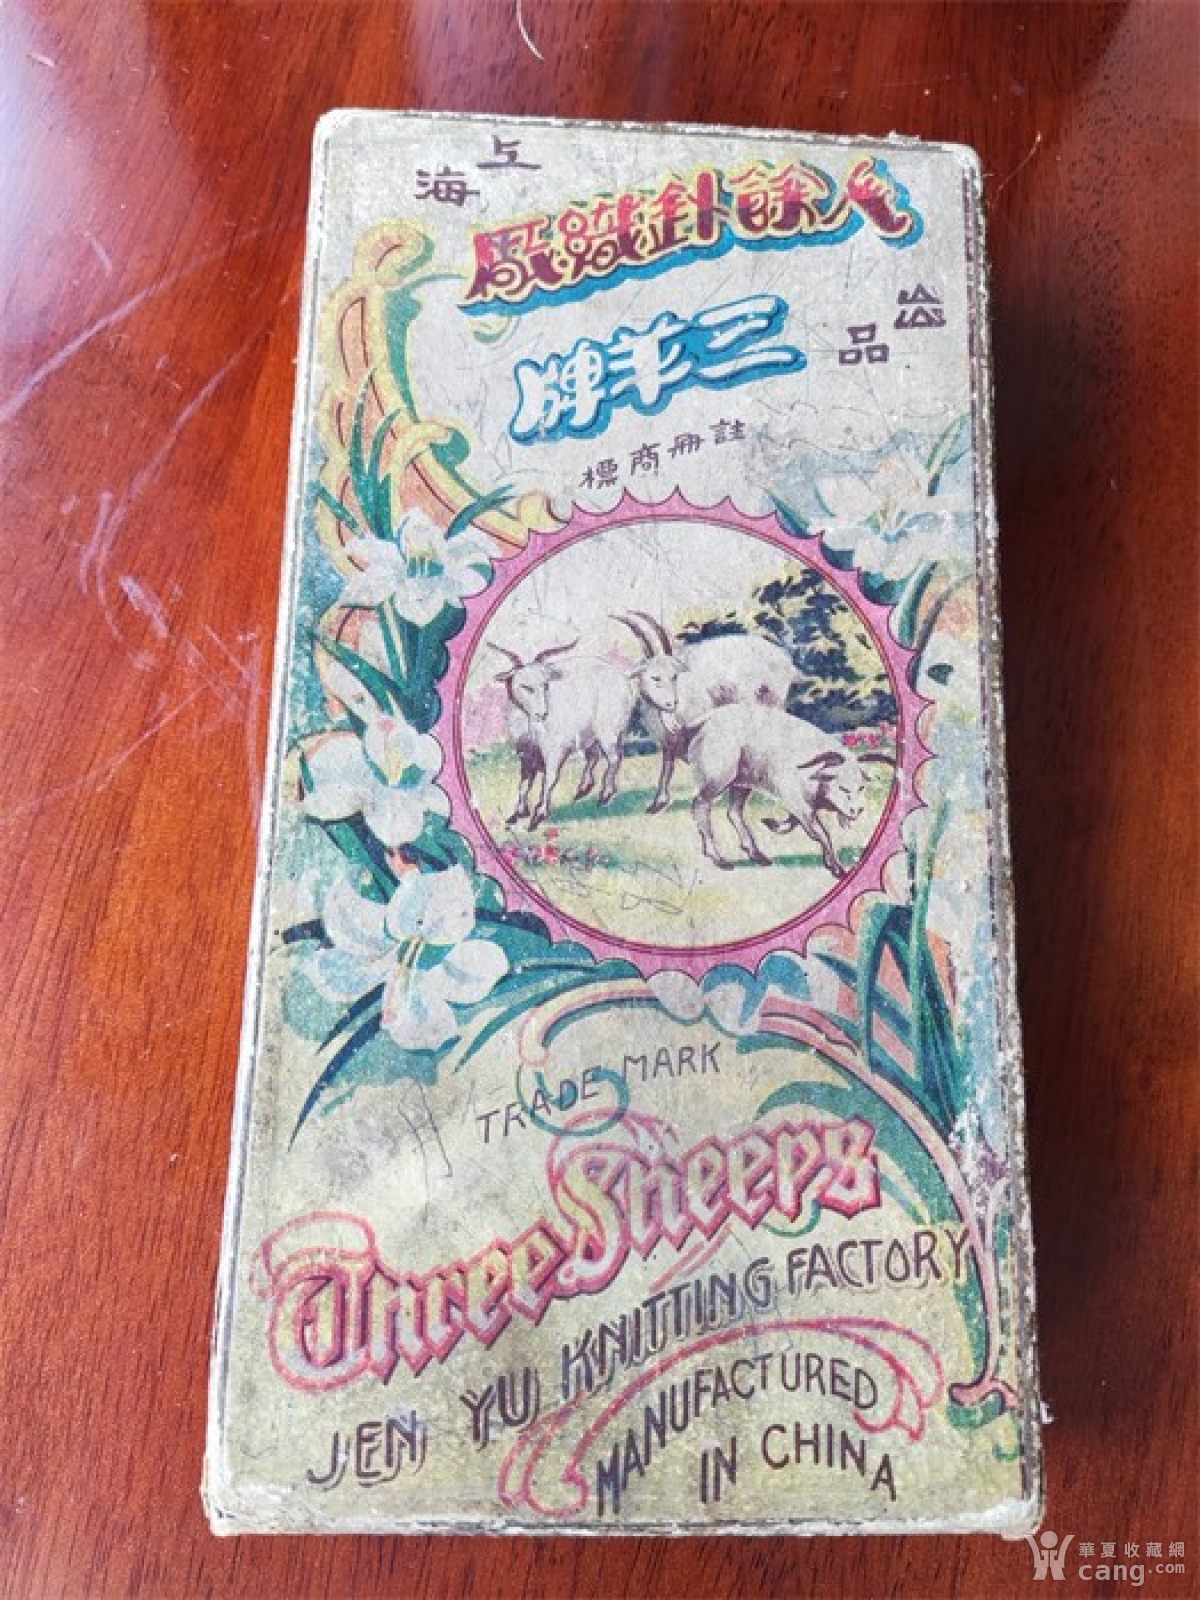 上海
人餘針織廠
出品
三羊牌
註冊商標
TRADE MARK
Three Sheeps
JEN YU KNITTING FACTORY
MANUFACTURED
IN CHINA
華夏收藏網
cang.com